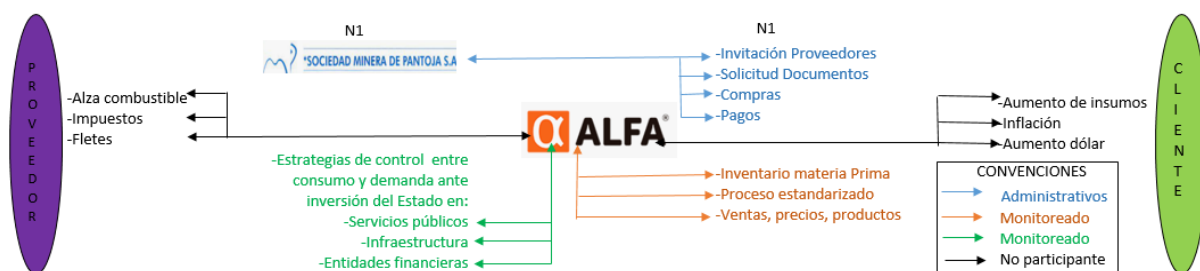 PROVEEDOR
N1
*SOCIEDAD MINERA DE PANTOJA S.A
N1
-Invitación Proveedores
-Solicitud Documentos
-Compras
-Pagos
-Alza combustible
-Impuestos
-Fletes
α ALFA®
-Aumento de insumos
-Inflación
-Aumento dólar
-Estrategias de control entre
consumo y demanda ante
inversión del Estado en:
-Servicios públicos
-Infraestructura
-Entidades financieras
-Inventario materia Prima
-Proceso estandarizado
-Ventas, precios, productos
CONVENCIONES
Administrativos
Monitoreado
Monitoreado
No participante
CLIENTE